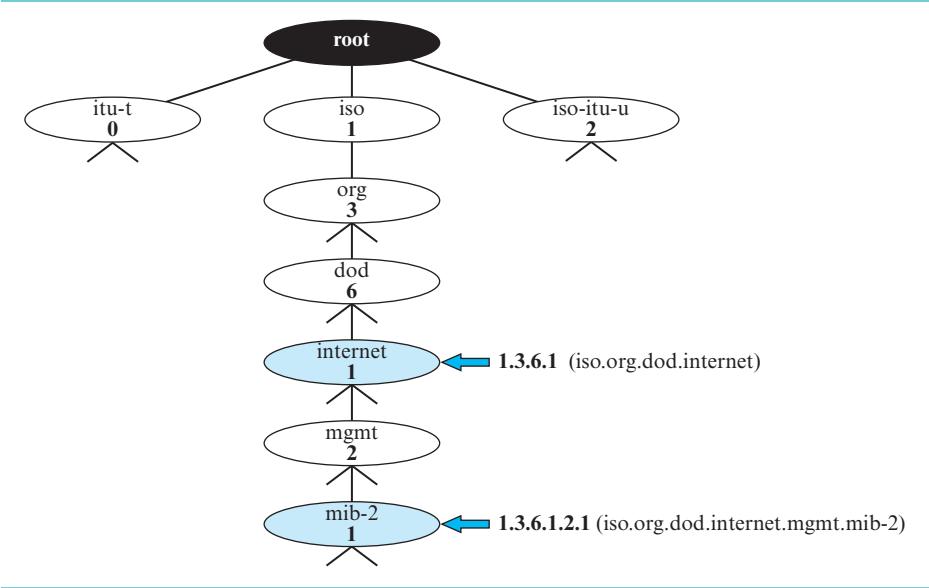 root
itu-t
0
iso
1
iso-itu-u
2
org
3
dod
6
internet
1
1.3.6.1 (iso.org.dod.internet)
mgmt
2
mib-2
1
1.3.6.1.2.1 (iso.org.dod.internet.mgmt.mib-2)